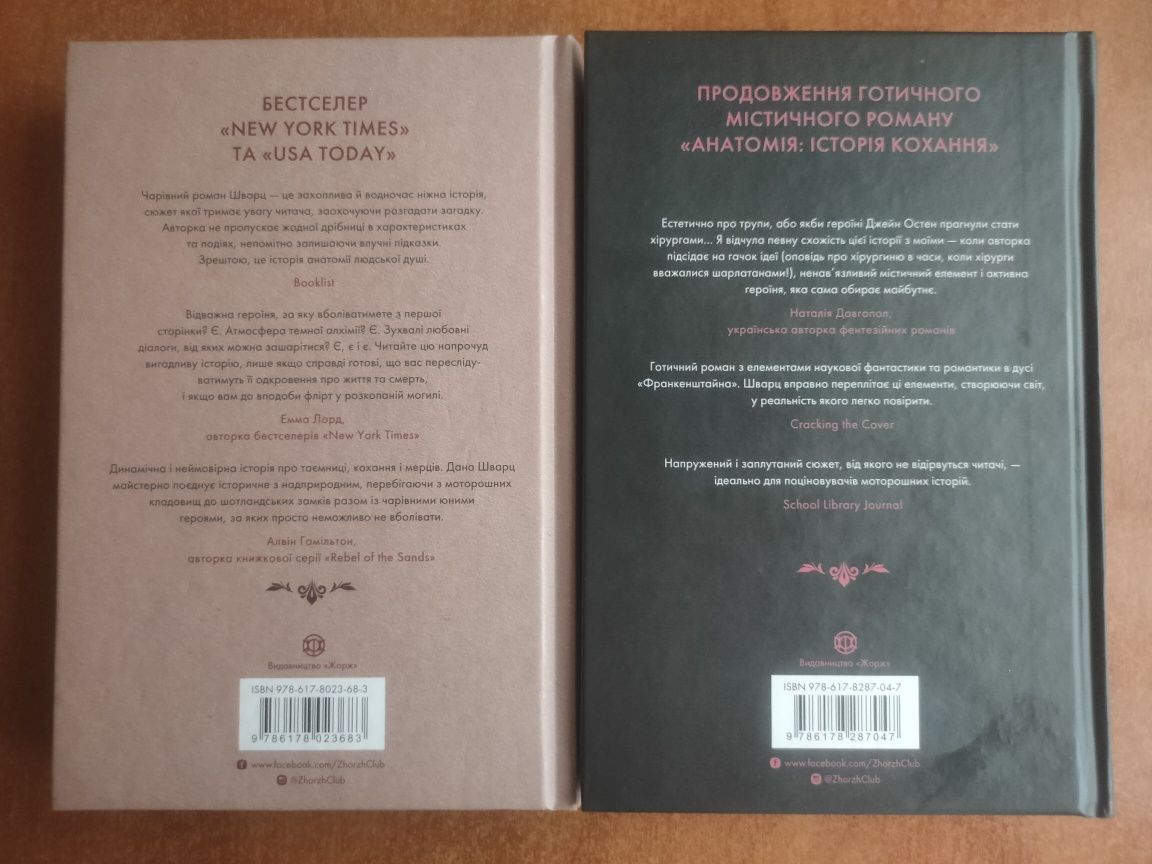 БЕСТСЕЛЕР
«NEW YORK TIMES»
ТА «USA TODAY»
Чарівний роман Шварц — це захоплива й водночас ніжна історія,
сюжет якої тримає увагу читача, заохочуючи розгадати загадку.
Авторка не пропускає жодної дрібниці в характеристиках
та подіях, непомітно залишаючи влучні підказки.
Зрештою, це історія анатомії людської душі.
Booklist
Відважна героїня, за яку вболіватимете з першої
сторінки? Є. Атмосфера темної алхімії? Є. Зухвалі любовні
діалоги, від яких можна зашарітися? Є, є і є. Читайте цю напрочуд
вигадливу історію, лише якщо справді готові, що вас пересліду-
ватимуть її одкровення про життя та смерть,
і якщо вам до вподоби флірт у розкопаній могилі.
Емма Лорд,
авторка бестселерів «New York Times»
Динамічна і неймовірна історія про таємниці, кохання і мерців. Дана Шварц
майстерно поєднує історичне з надприродним, перебігаючи з моторошних
кладовищ до шотландських замків разом із чарівними юними
героями, за яких просто неможливо не вболівати.
Алвін Гамільтон,
авторка книжкової серії «Rebel of the Sands»
Видавництво «Жорж»
ISBN 978-617-8023-68-3
9 786178 023683
www.facebook.com/ZhorzhClub
@ZhorzhClub
ПРОДОВЖЕННЯ ГОТИЧНОГО
МІСТИЧНОГО РОМАНУ
«АНАТОМІЯ: ІСТОРІЯ КОХАННЯ»
Естетично про трупи, або якби героїні Джейн Остен прагнули стати
хірургами... Я відчула певну схожість цієї історії з моїми — коли авторка
підсідає на гачок ідеї (оповідь про хірургиню в часи, коли хірурги
вважалися шарлатанами!), ненав’язливий містичний елемент і активна
героїня, яка сама обирає майбутнє.
Наталія Довгопол,
українська авторка фентезійних романів
Готичний роман з елементами наукової фантастики та романтики в дусі
«Франкенштайна». Шварц вправно переплітає ці елементи, створюючи світ,
у реальність якого легко повірити.
Cracking the Cover
Напружений і заплутаний сюжет, від якого не відірвуться читачі, —
ідеально для поціновувачів моторошних історій.
School Library Journal
Видавництво «Жорж»
ISBN 978-617-8287-04-7
9 786178 287047
www.facebook.com/ZhorzhClub
@ZhorzhClub